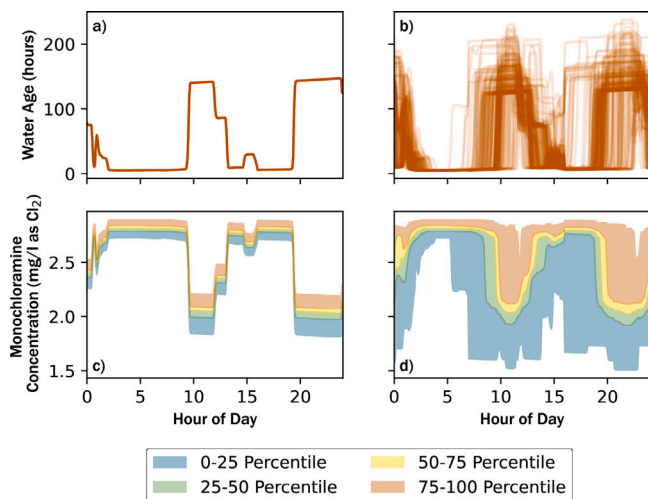 a)
b)
Water Age (hours)
200
100
0
c)
d)
Monochloramine
Concentration (mg/l as Cl₂)
2.5
2.0
1.5
0 5 10 15 20
0 5 10 15 20
Hour of Day
Hour of Day
0-25 Percentile
50-75 Percentile
25-50 Percentile
75-100 Percentile